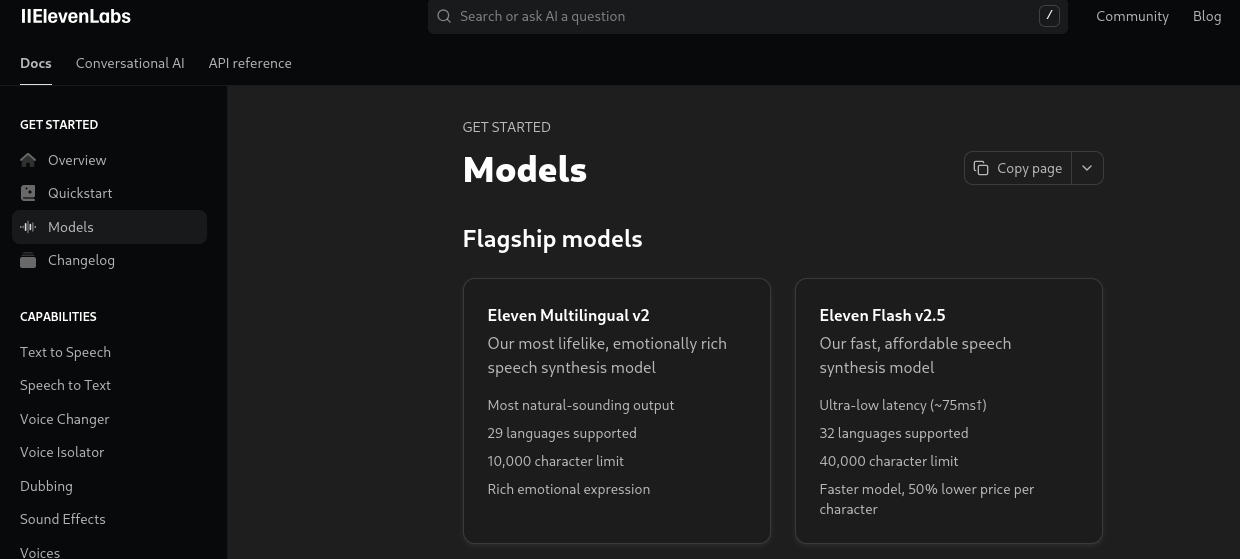 IIElevenLabs
Search or ask AI a question
/
Community
Blog
Docs
Conversational AI
API reference
GET STARTED
Overview
Quickstart
Models
Changelog
CAPABILITIES
Text to Speech
Speech to Text
Voice Changer
Voice Isolator
Dubbing
Sound Effects
Voices
GET STARTED
Models
Copy page
Flagship models
Eleven Multilingual v2
Our most lifelike, emotionally rich
speech synthesis model
Most natural-sounding output
29 languages supported
10,000 character limit
Rich emotional expression
Eleven Flash v2.5
Our fast, affordable speech
synthesis model
Ultra-low latency (~75ms†)
32 languages supported
40,000 character limit
Faster model, 50% lower price per
character